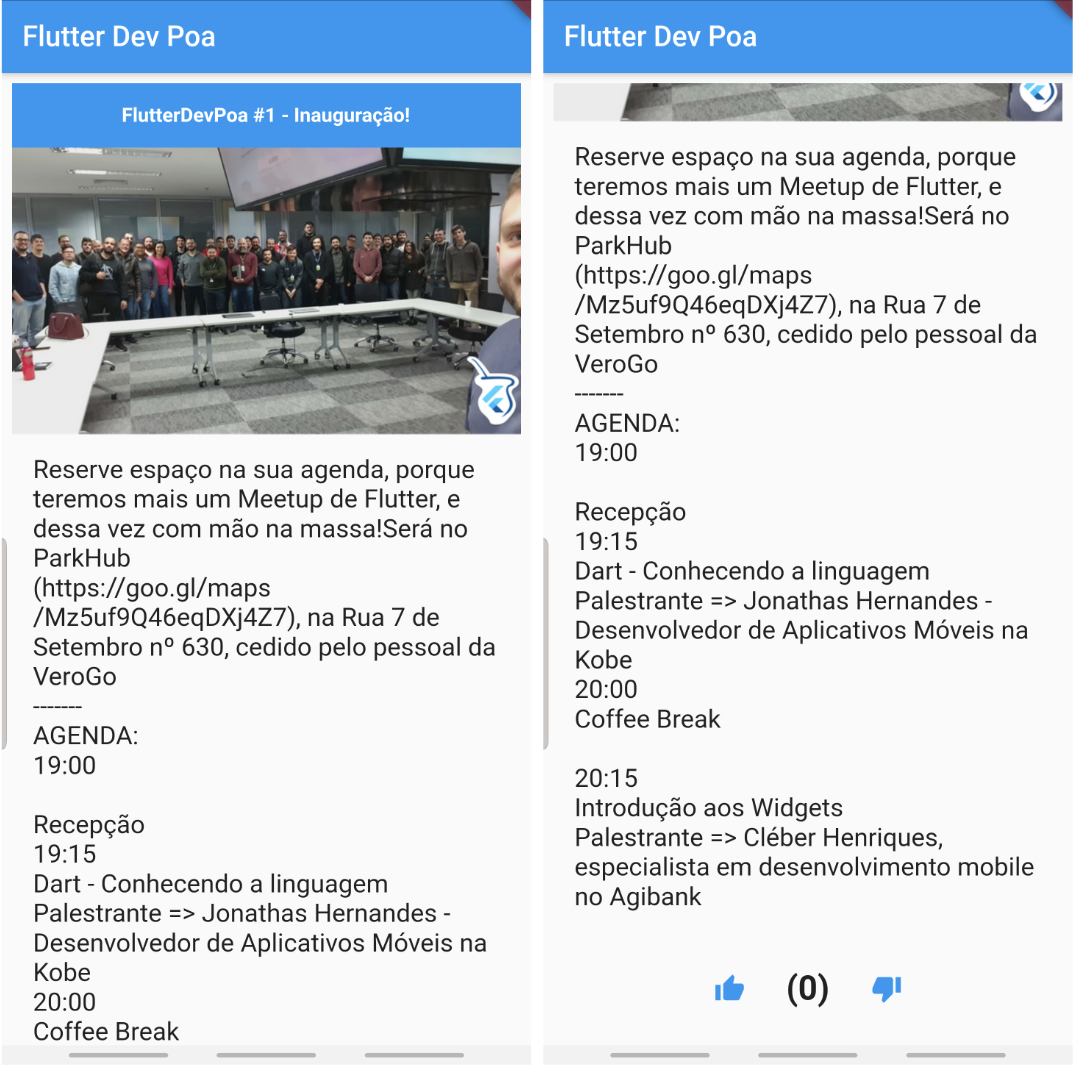 Flutter Dev Poa
FlutterDevPoa #1 - Inauguração!
Reserve espaço na sua agenda, porque
teremos mais um Meetup de Flutter, e
dessa vez com mão na massa!Será no
ParkHub
(https://goo.gl/maps
/Mz5uf9Q46eqDXj4Z7), na Rua 7 de
Setembro nº 630, cedido pelo pessoal da
VeroGo
-------
AGENDA:
19:00
Recepção
19:15
Dart - Conhecendo a linguagem
Palestrante => Jonathas Hernandes -
Desenvolvedor de Aplicativos Móveis na
Kobe
20:00
Coffee Break
Flutter Dev Poa
Reserve espaço na sua agenda, porque
teremos mais um Meetup de Flutter, e
dessa vez com mão na massa!Será no
ParkHub
(https://goo.gl/maps
/Mz5uf9Q46eqDXj4Z7), na Rua 7 de
Setembro nº 630, cedido pelo pessoal da
VeroGo
-------
AGENDA:
19:00
Recepção
19:15
Dart - Conhecendo a linguagem
Palestrante => Jonathas Hernandes -
Desenvolvedor de Aplicativos Móveis na
Kobe
20:00
Coffee Break
20:15
Introdução aos Widgets
Palestrante => Cléber Henriques,
especialista em desenvolvimento mobile
no Agibank
(0)